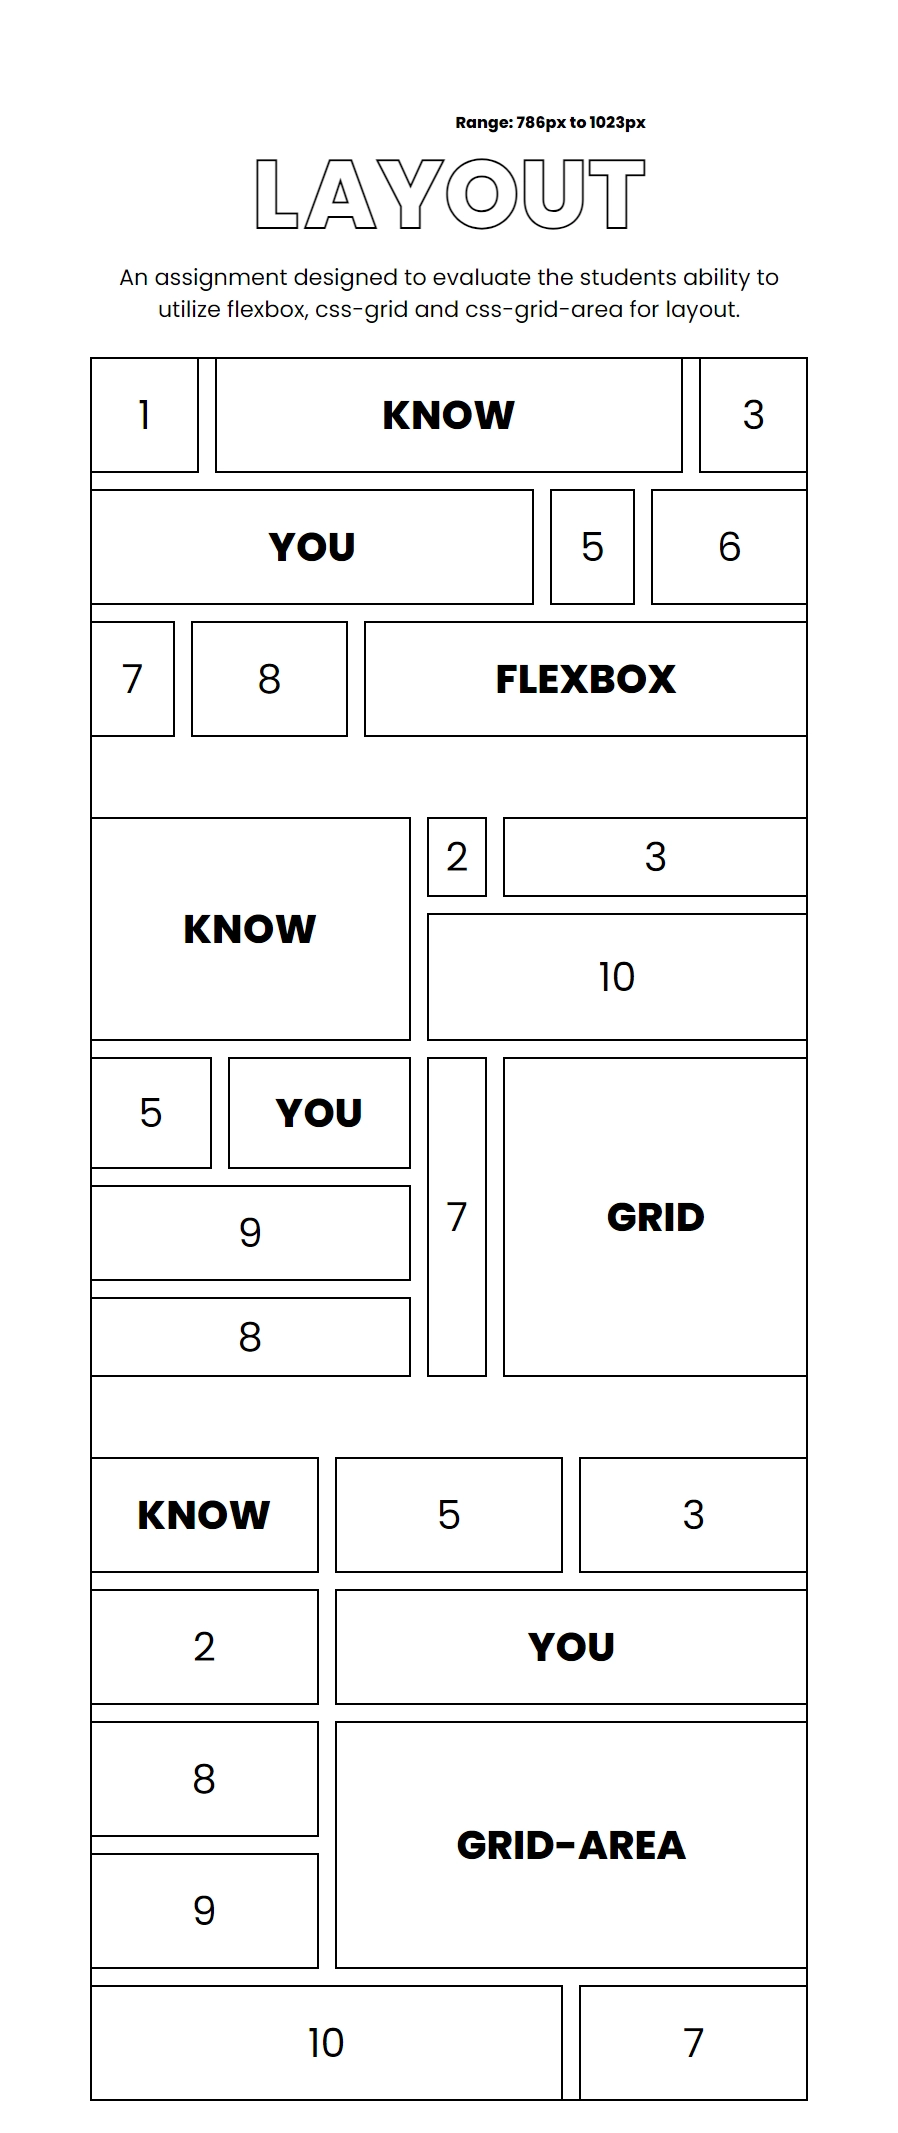 Range: 786px to 1023px
LAYOUT
An assignment designed to evaluate the students ability to
utilize flexbox, css-grid and css-grid-area for layout.
1 KNOW 3
YOU 5 6
7 8 FLEXBOX
KNOW 2 3
10
5 YOU 7 GRID
9
8
KNOW 5 3
2 YOU
8 GRID-AREA
9
10 7